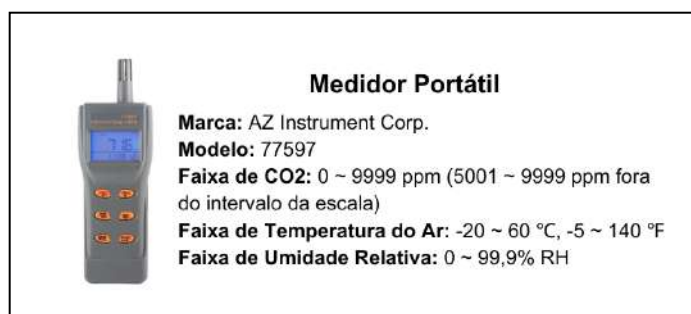 Medidor Portátil
Marca: AZ Instrument Corp.
Modelo: 77597
Faixa de CO2: 0 ~ 9999 ppm (5001 ~ 9999 ppm fora
do intervalo da escala)
Faixa de Temperatura do Ar: -20 ~ 60 ºC, -5 ~ 140 ºF
Faixa de Umidade Relativa: 0 ~ 99,9% RH